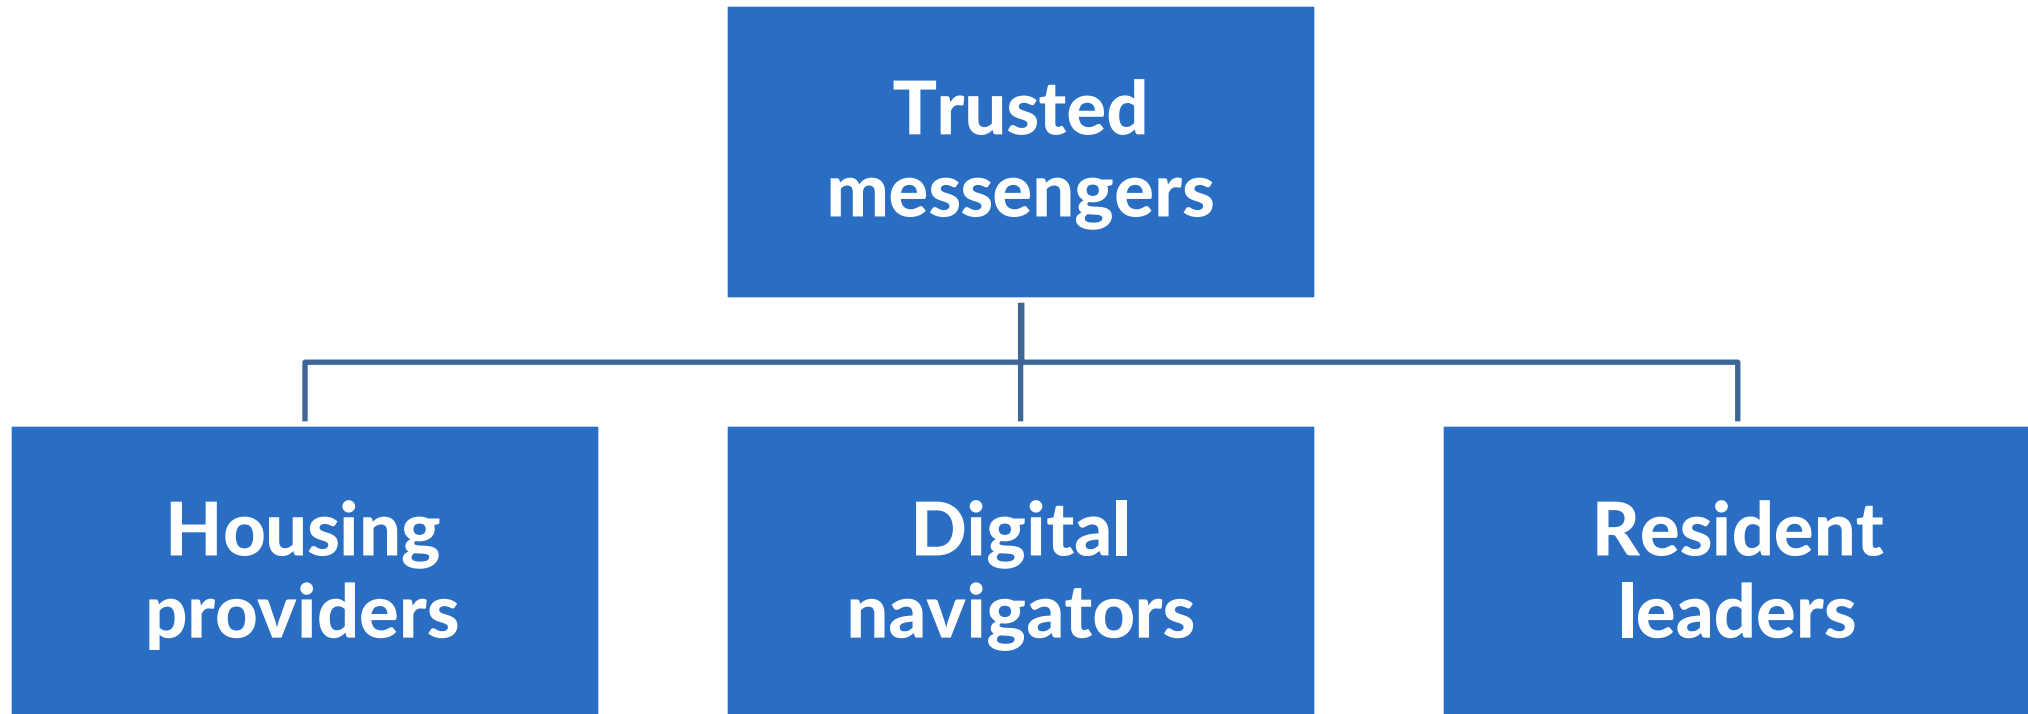 Trusted
messengers
Housing
providers
Digital
navigators
Resident
leaders